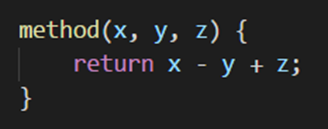 method(x, y, z) {
    return x - y + z;
}